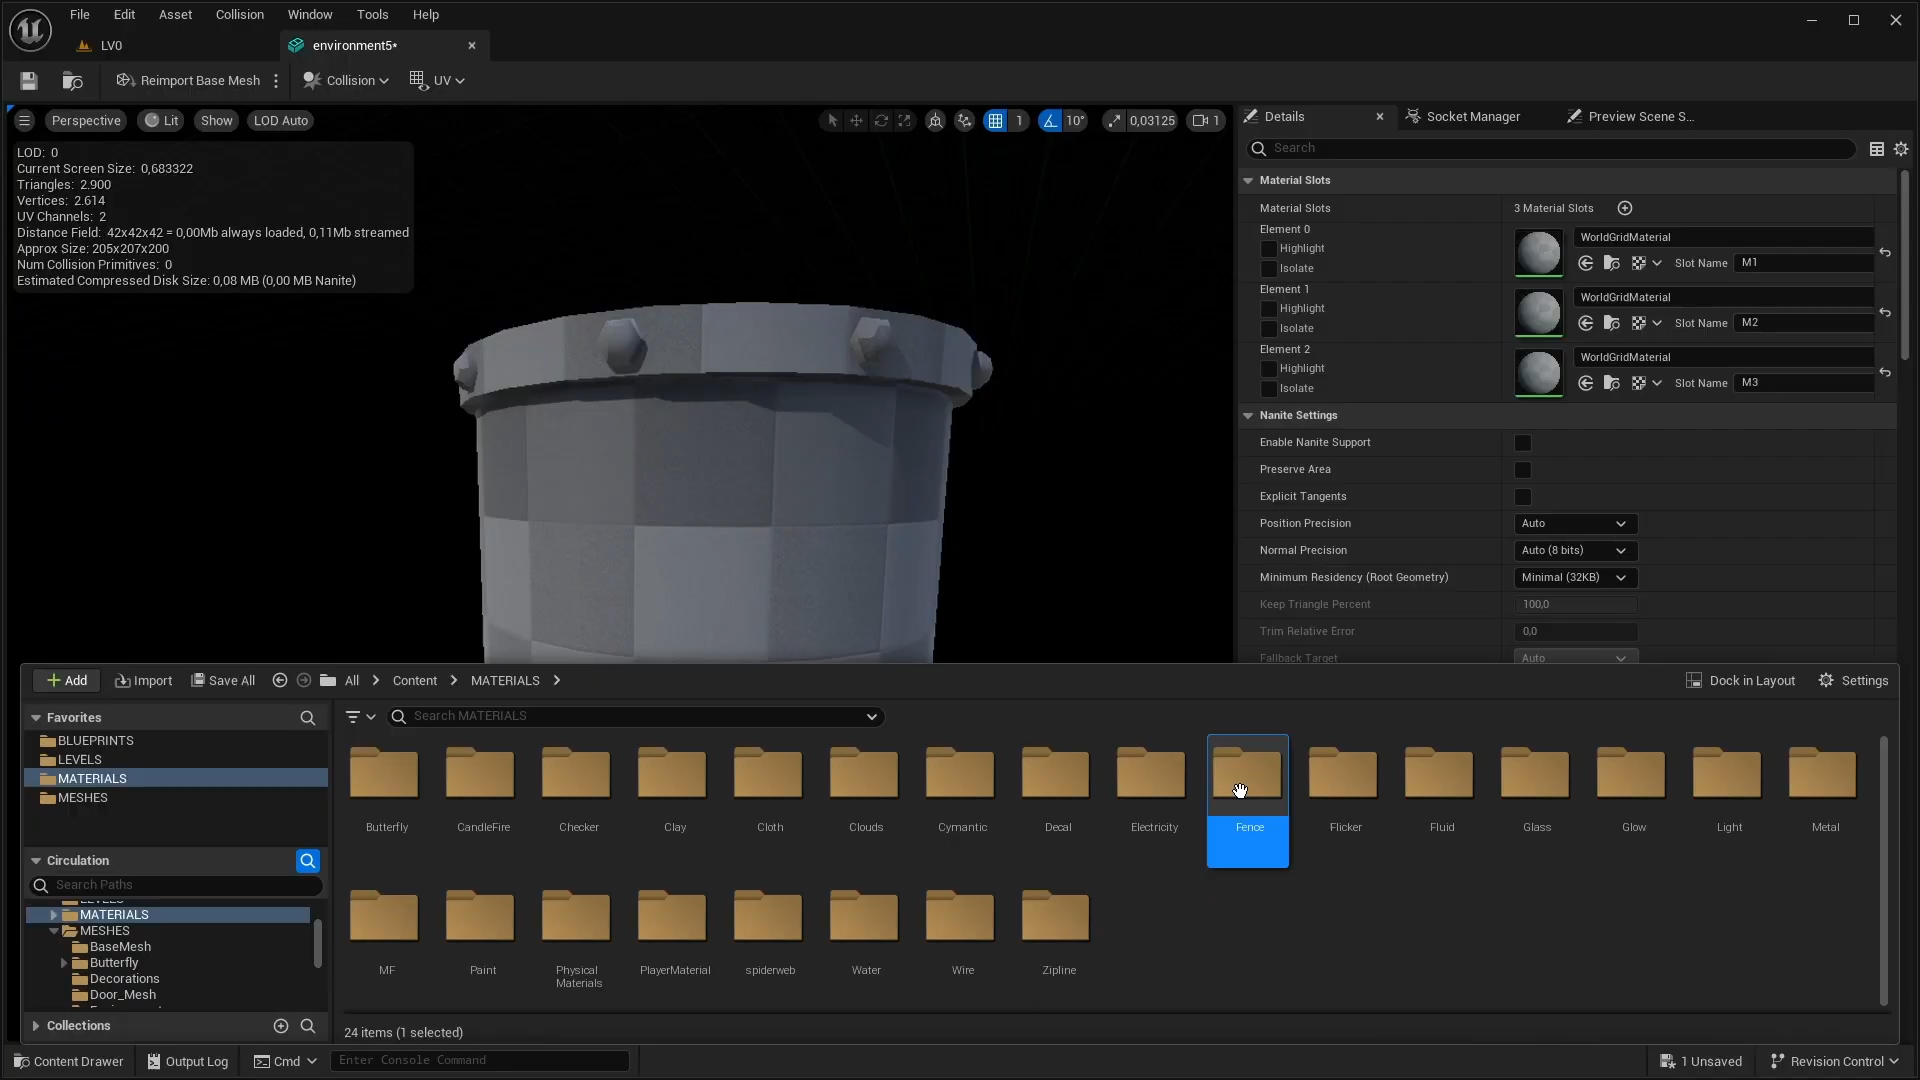 File Edit Asset Collision Window Tools Help
LV0 environment5*
Reimport Base Mesh Collision UV
Perspective Lit Show LOD Auto 1 10° 0,03125 1
LOD: 0
Current Screen Size: 0,683322
Triangles: 2.900
Vertices: 2.614
UV Channels: 2
Distance Field: 42x42x42 = 0,00Mb always loaded, 0,11Mb streamed
Approx Size: 205x207x200
Num Collision Primitives: 0
Estimated Compressed Disk Size: 0,08 MB (0,00 MB Nanite)
Details Socket Manager Preview Scene S...
Search
Material Slots
Material Slots 3 Material Slots
Element 0 WorldGridMaterial
Highlight
Isolate Slot Name M1
Element 1 WorldGridMaterial
Highlight
Isolate Slot Name M2
Element 2 WorldGridMaterial
Highlight
Isolate Slot Name M3
Nanite Settings
Enable Nanite Support
Preserve Area
Explicit Tangents
Position Precision Auto
Normal Precision Auto (8 bits)
Minimum Residency (Root Geometry) Minimal (32KB)
Keep Triangle Percent 100,0
Trim Relative Error 0,0
Fallback Target Auto
Add Import Save All All Content MATERIALS Dock in Layout Settings
Favorites
BLUEPRINTS
LEVELS
MATERIALS
MESHES
Circulation
Search Paths
LEVELS
MATERIALS
MESHES
BaseMesh
Butterfly
Decorations
Door_Mesh
Collections
Search MATERIALS
Butterfly CandleFire Checker Clay Cloth Clouds Cymantic Decal Electricity Fence Flicker Fluid Glass Glow Light Metal
MF Paint Physical Materials PlayerMaterial spiderweb Water Wire Zipline
24 items (1 selected)
Content Drawer Output Log Cmd Enter Console Command 1 Unsaved Revision Control